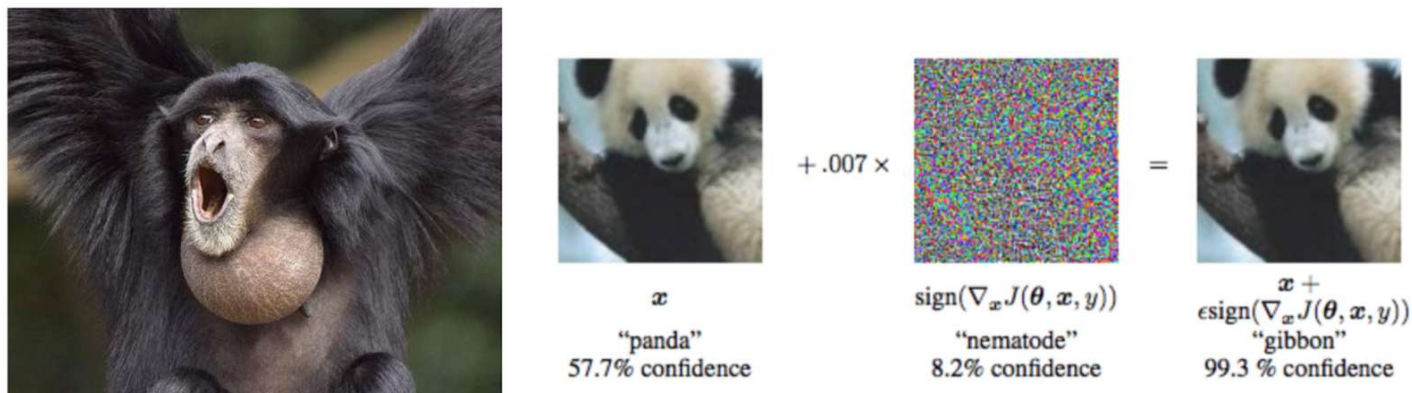 + .007 ×
=
x
“panda”
57.7% confidence
sign(∇ₓJ(θ, x, y))
“nematode”
8.2% confidence
x +
ϵsign(∇ₓJ(θ, x, y))
“gibbon”
99.3 % confidence